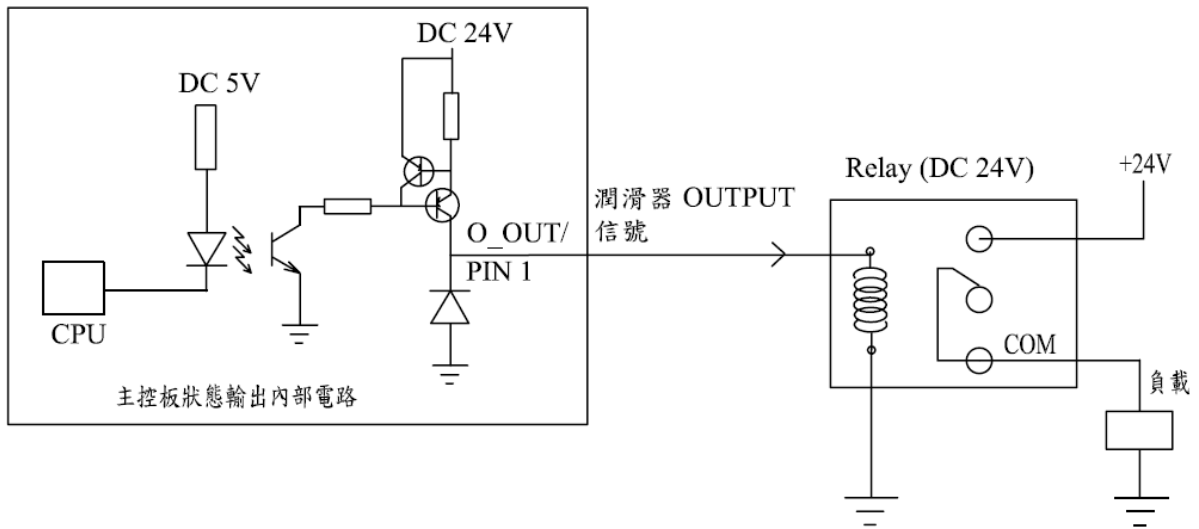 DC 24V
DC 5V
CPU
O_OUT/
PIN 1
主控板狀態輸出內部電路
潤滑器 OUTPUT
信號
Relay (DC 24V)
+24V
COM
負載